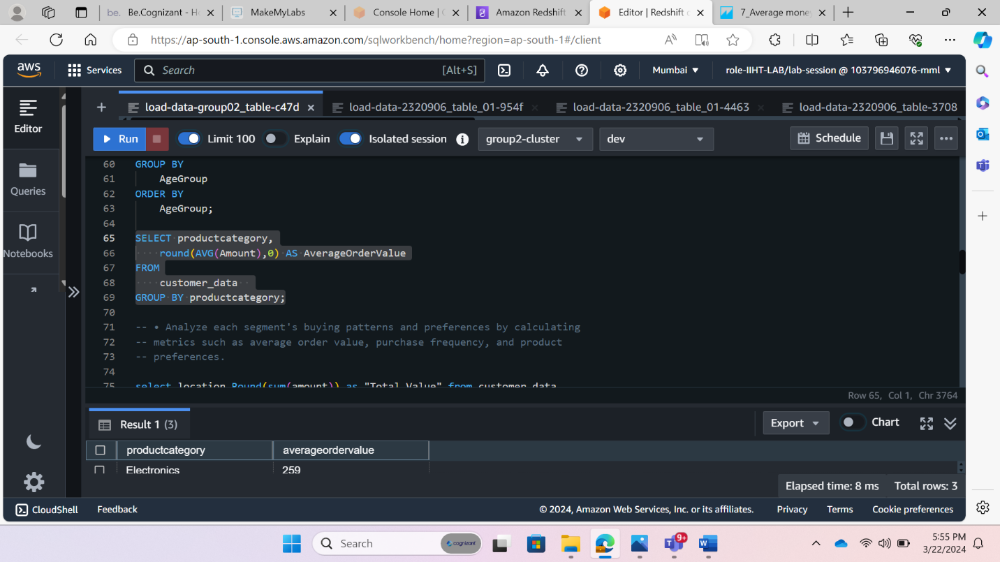 be. Be.Cognizant - H
MakeMyLabs
Console Home | 
Amazon Redshift
Editor | Redshift
7_Average mone
https://ap-south-1.console.aws.amazon.com/sqlworkbench/home?region=ap-south-1#/client
aws
Services
Search
[Alt+S]
Mumbai
role-IIHT-LAB/lab-session @ 103796946076-mml
Editor
load-data-group02_table-c47d
load-data-2320906_table_01-954f
load-data-2320906_table_01-4463
load-data-2320906_table-3708
Run
Limit 100
Explain
Isolated session
group2-cluster
dev
Schedule
Queries
Notebooks
60 GROUP BY
61 AgeGroup
62 ORDER BY
63 AgeGroup;
64
65 SELECT productcategory,
66 round(AVG(Amount),0) AS AverageOrderValue
67 FROM
68 customer_data
69 GROUP BY productcategory;
70
71 -- • Analyze each segment's buying patterns and preferences by calculating
72 -- metrics such as average order value, purchase frequency, and product
73 -- preferences.
74
75 select location,Round(sum(amount)) as "Total Value" from customer_data
Row 65, Col 1, Chr 3764
Result 1 (3)
Export
Chart
productcategory averageordervalue
Electronics 259
Elapsed time: 8 ms Total rows: 3
CloudShell
Feedback
© 2024, Amazon Web Services, Inc. or its affiliates.
Privacy
Terms
Cookie preferences
Search
cognizant
9+
5:55 PM
3/22/2024